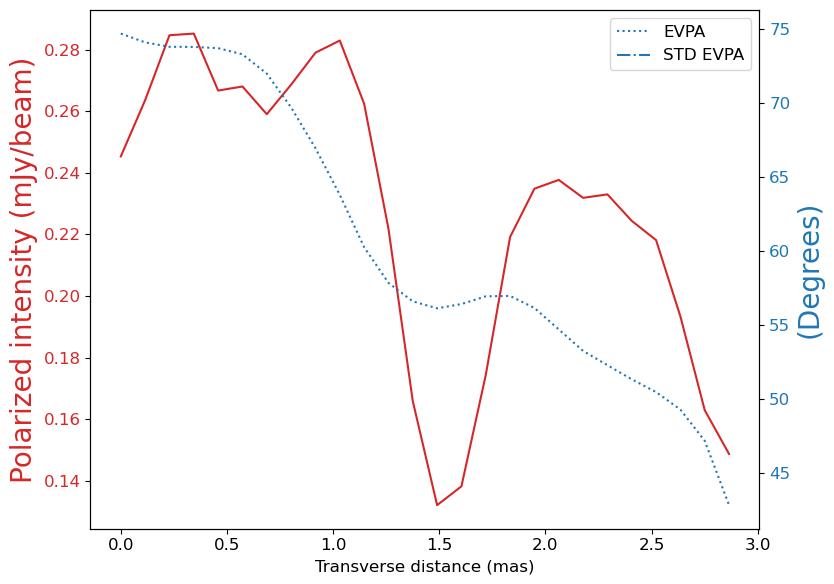 Polarized intensity (mJy/beam)
0.28
0.26
0.24
0.22
0.20
0.18
0.16
0.14
EVPA
STD EVPA
75
70
65
60
55
50
45
(Degrees)
0.0 0.5 1.0 1.5 2.0 2.5 3.0
Transverse distance (mas)